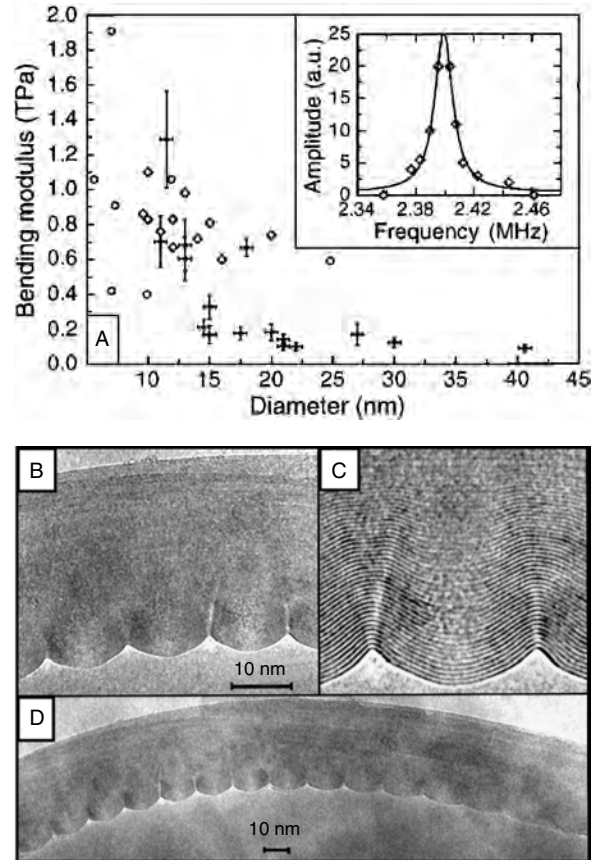 2.0
1.8
1.6
1.4
1.2
1.0
0.8
0.6
0.4
0.2
0.0
Bending modulus (TPa)
A
10 15 20 25 30 35 40 45
Diameter (nm)
25
20
15
10
5
0
Amplitude (a.u.)
2.34 2.38 2.42 2.46
Frequency (MHz)
B
10 nm
C
D
10 nm